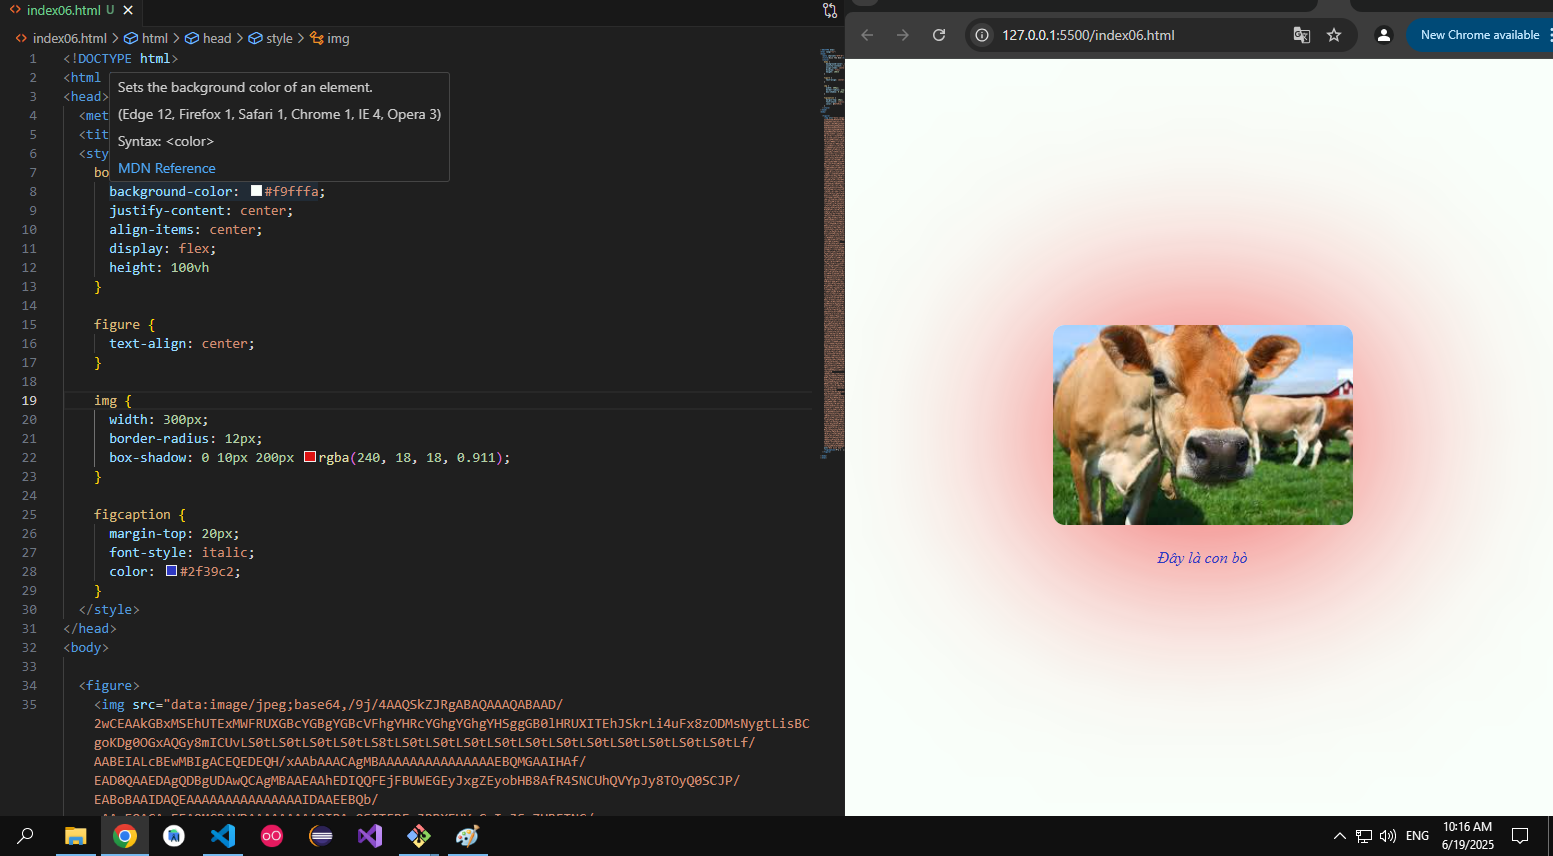 index06.html U
index06.html > html > head > style > img
1 <!DOCTYPE html>
2 <html
3 <head>
4 <met
5 <tit
6 <sty
Sets the background color of an element.
(Edge 12, Firefox 1, Safari 1, Chrome 1, IE 4, Opera 3)
Syntax: <color>
MDN Reference
7 bo
8 background-color: #f9fffa;
9 justify-content: center;
10 align-items: center;
11 display: flex;
12 height: 100vh
13 }
14
15 figure {
16 text-align: center;
17 }
18
19 img {
20 width: 300px;
21 border-radius: 12px;
22 box-shadow: 0 10px 200px rgba(240, 18, 18, 0.911);
23 }
24
25 figcaption {
26 margin-top: 20px;
27 font-style: italic;
28 color: #2f39c2;
29 }
30 </style>
31 </head>
32 <body>
33
34 <figure>
35 <img src="data:image/jpeg;base64,/9j/4AAQSkZJRgABAQAAAQABAAD/
2wCEAAkGBxMSEhUTExMWFRUXGBcYGBgYGBcVFhgYHRcYGhgYGhgYHSggGB0lHRUXITEhJSkrLi4uFx8zODMsNygtLisBC
goKDg0OGxAQGy8mICUvLS0tLS0tLS0tLS0tLS8tLS0tLS0tLS0tLS0tLS0tLS0tLS0tLS0tLS0tLS0tLS0tLf/
AABEIALcBEwMBIgACEQEDEQH/xAAbAAACAgMBAAAAAAAAAAAAAAAEBQMGAAIHAf/
EAD0QAAEDAgQDBgUDAwQCAgMBAAEAAhEDIQQFEjFBUWEGEyJxgZEyobHB8AfR4SNCUhQVYpJy8TOyQ0SCJP/
EABoBAAIDAQEAAAAAAAAAAAAAAAIDAAEEBQb/
127.0.0.1:5500/index06.html
New Chrome available
Đây là con bò
ENG
10:16 AM
6/19/2025